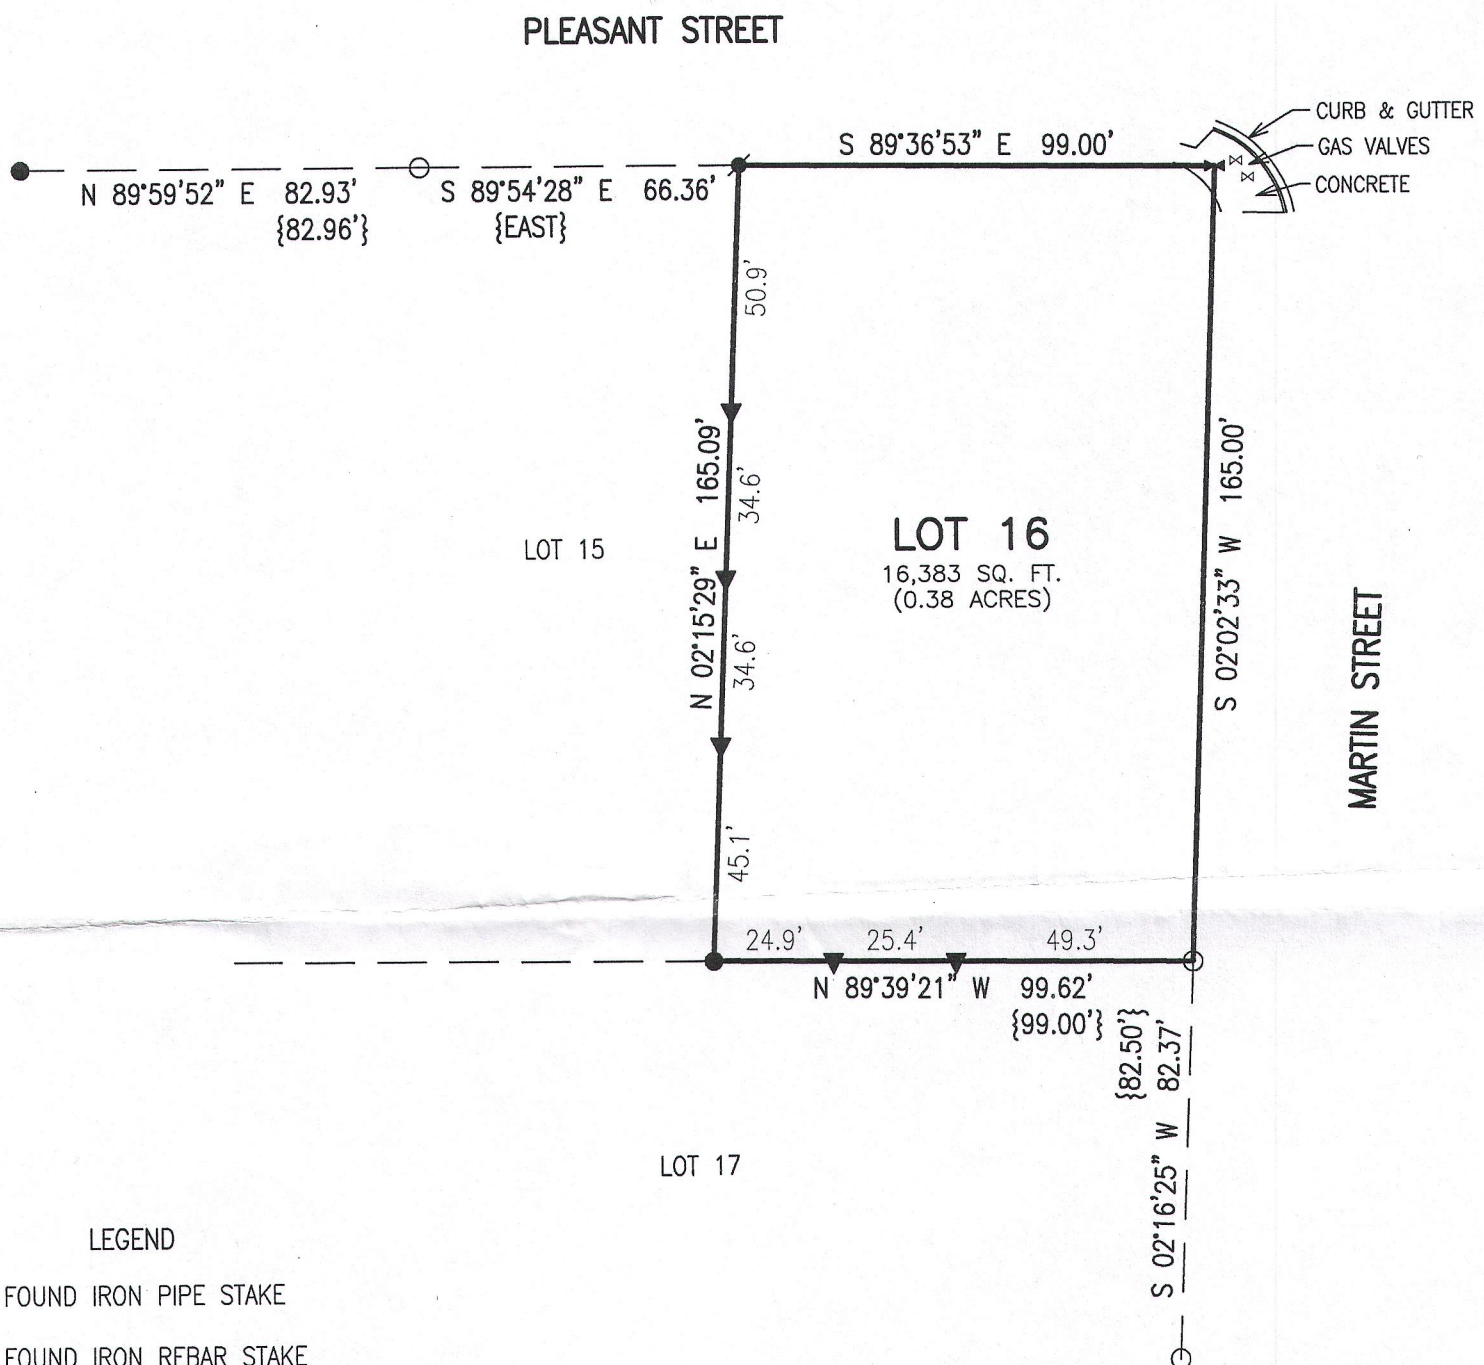 PLEASANT STREET
CURB & GUTTER
GAS VALVES
CONCRETE
S 89°36'53" E 99.00'
N 89°59'52" E 82.93'
{82.96'}
S 89°54'28" E 66.36'
{EAST}
50.9'
34.6'
34.6'
45.1'
N 02°15'29" E 165.09'
LOT 15
LOT 16
16,383 SQ. FT.
(0.38 ACRES)
S 02°02'33" W 165.00'
MARTIN STREET
24.9'
25.4'
49.3'
N 89°39'21" W 99.62'
{99.00'}
{82.50'}
S 02°16'25" W 82.37'
LOT 17
LEGEND
FOUND IRON PIPE STAKE
FOUND IRON REBAR STAKE